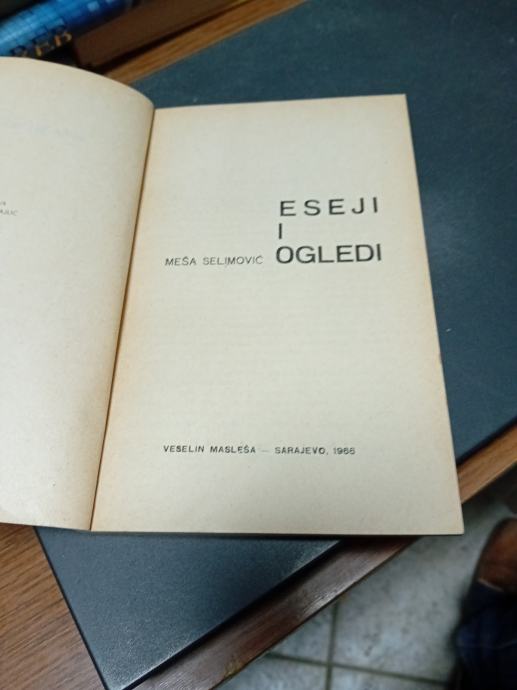 ESEJI
I
MEŠA SELIMOVIĆ OGLEDI
VESELIN MASLEŠA — SARAJEVO, 1966